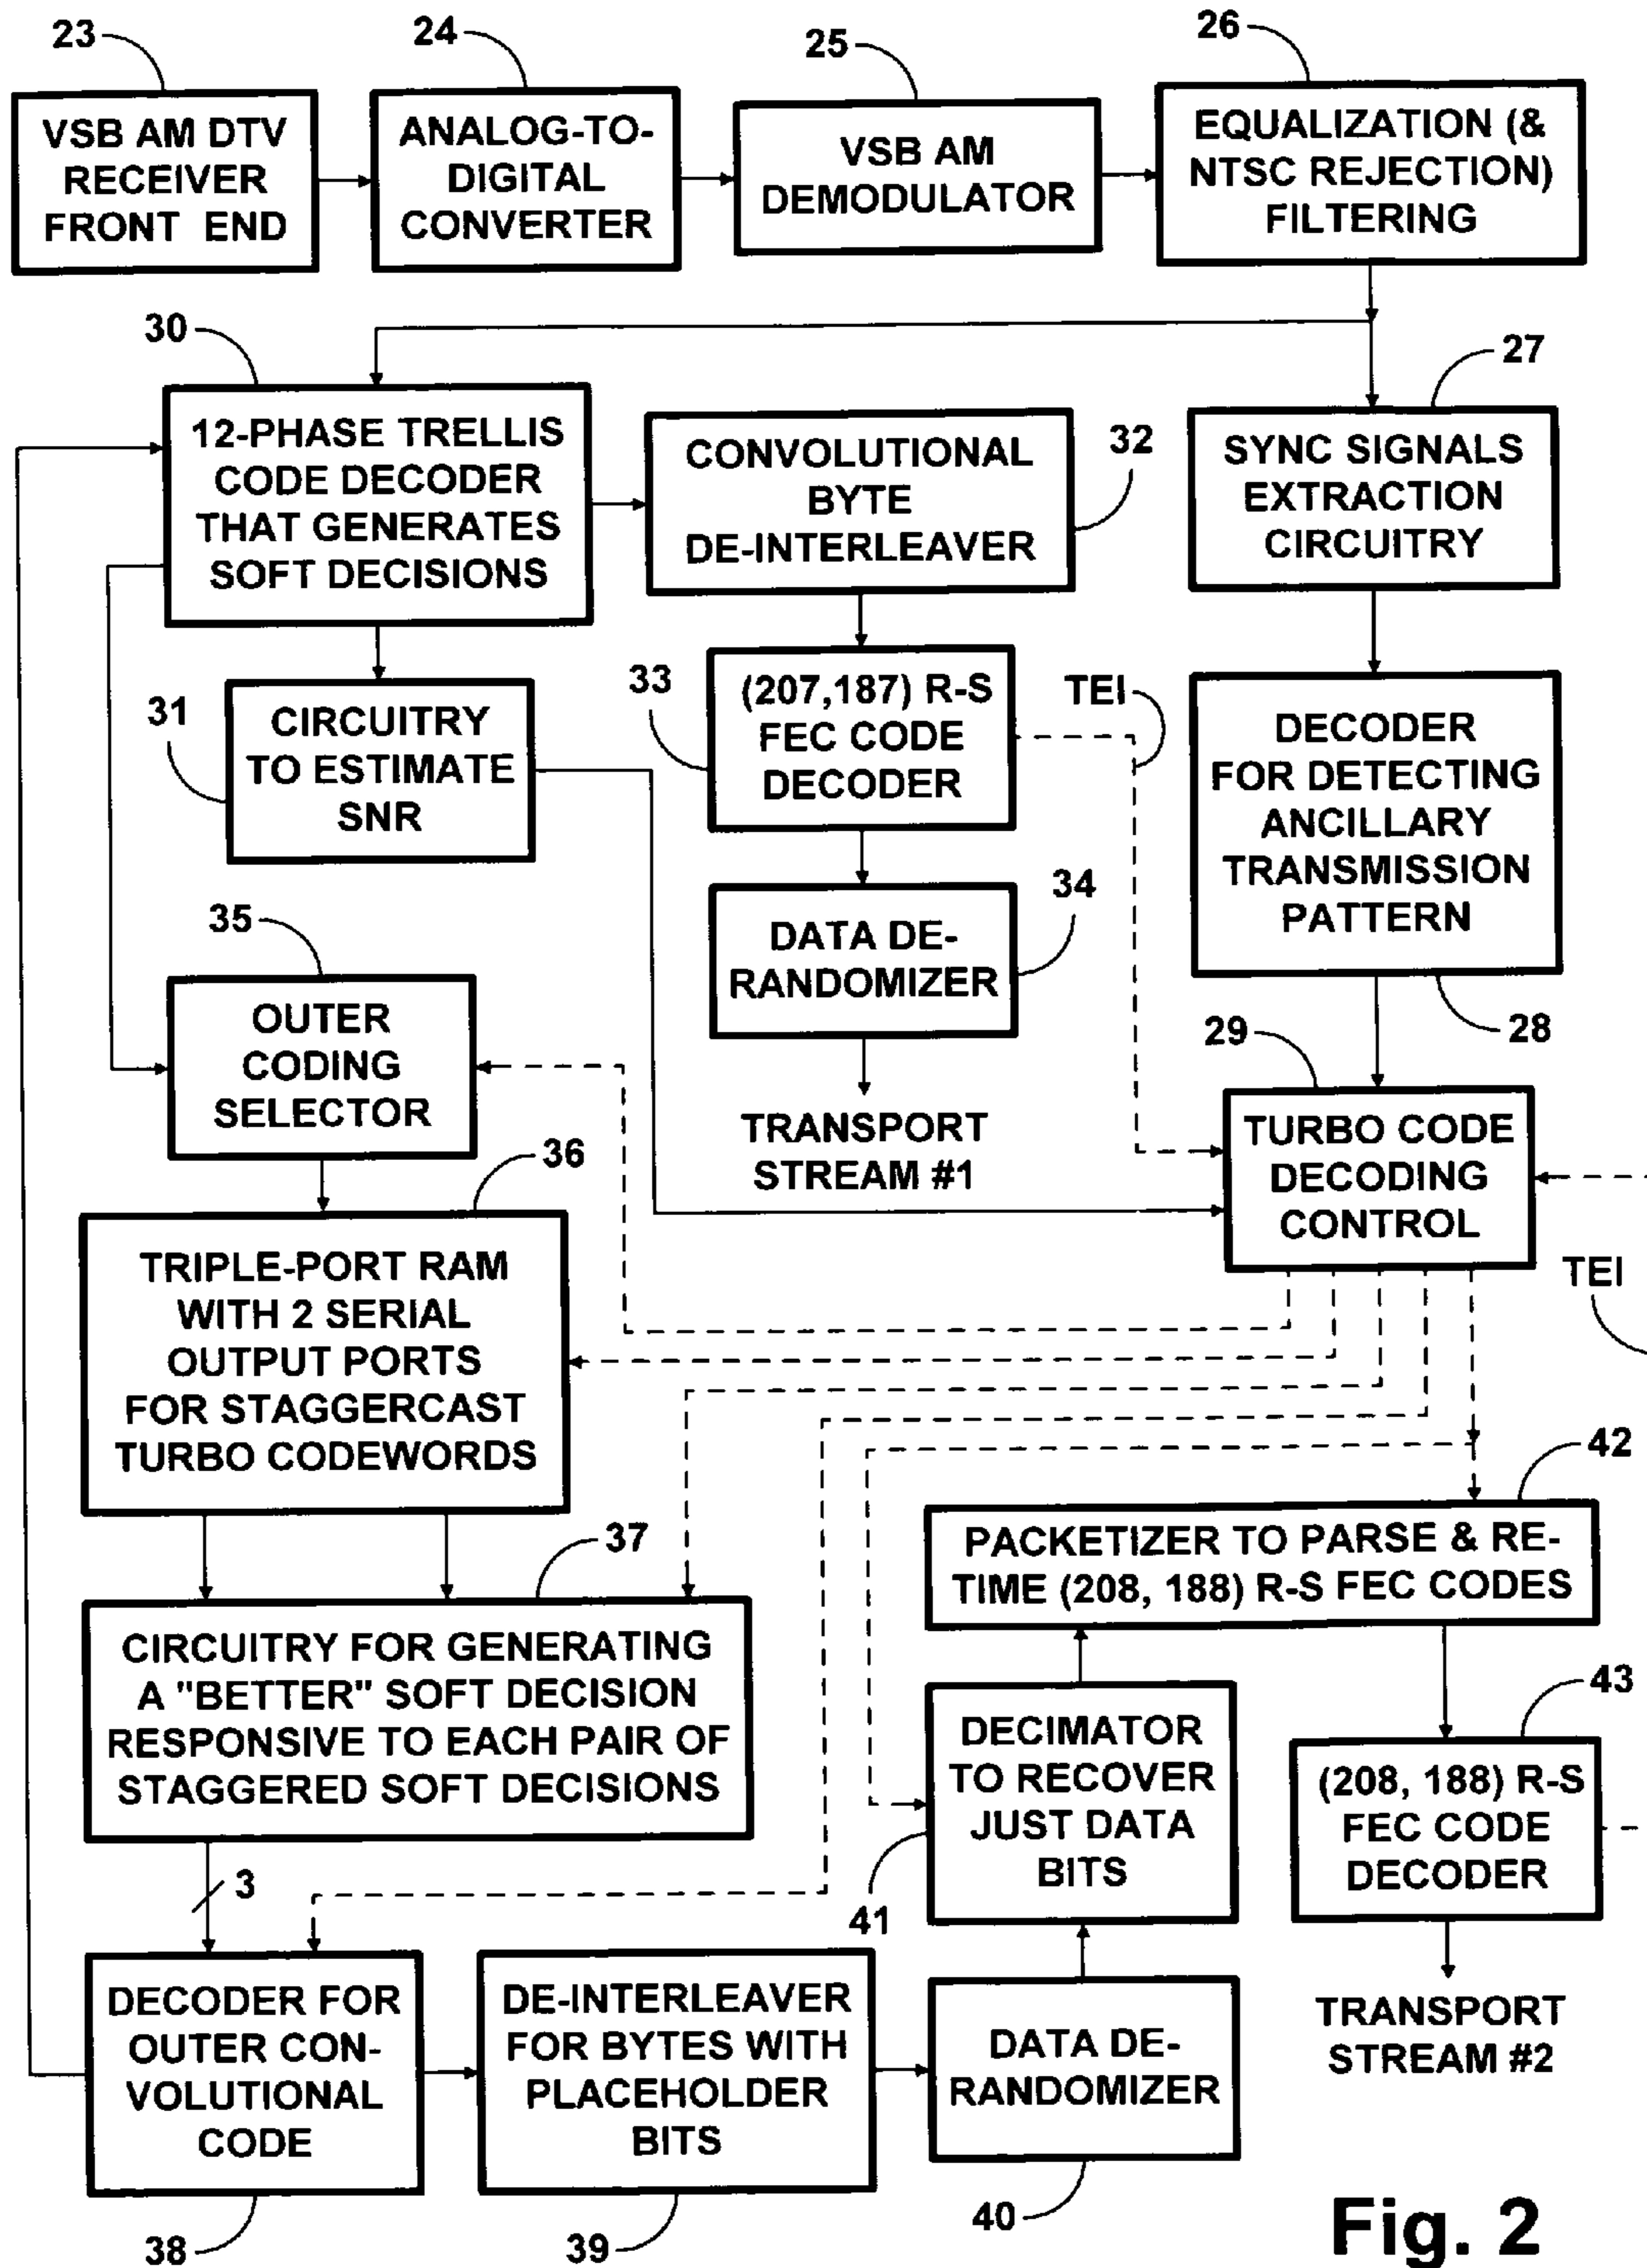 23
24
25
26
VSB AM DTV
RECEIVER
FRONT END
ANALOG-TO-
DIGITAL
CONVERTER
VSB AM
DEMODULATOR
EQUALIZATION (&
NTSC REJECTION)
FILTERING
30
27
12-PHASE TRELLIS
CODE DECODER
THAT GENERATES
SOFT DECISIONS
CONVOLUTIONAL
BYTE
DE-INTERLEAVER
32
SYNC SIGNALS
EXTRACTION
CIRCUITRY
31
CIRCUITRY
TO ESTIMATE
SNR
33
(207,187) R-S
FEC CODE
DECODER
TEI
DECODER
FOR DETECTING
ANCILLARY
TRANSMISSION
PATTERN
28
34
DATA DE-
RANDOMIZER
TRANSPORT
STREAM #1
35
OUTER
CODING
SELECTOR
29
TURBO CODE
DECODING
CONTROL
TEI
36
TRIPLE-PORT RAM
WITH 2 SERIAL
OUTPUT PORTS
FOR STAGGERCAST
TURBO CODEWORDS
42
PACKETIZER TO PARSE & RE-
TIME (208, 188) R-S FEC CODES
37
CIRCUITRY FOR GENERATING
A "BETTER" SOFT DECISION
RESPONSIVE TO EACH PAIR OF
STAGGERED SOFT DECISIONS
3
DECIMATOR
TO RECOVER
JUST DATA
BITS
41
43
(208, 188) R-S
FEC CODE
DECODER
TRANSPORT
STREAM #2
DECODER FOR
OUTER CON-
VOLUTIONAL
CODE
38
DE-INTERLEAVER
FOR BYTES WITH
PLACEHOLDER
BITS
39
DATA DE-
RANDOMIZER
40
Fig. 2